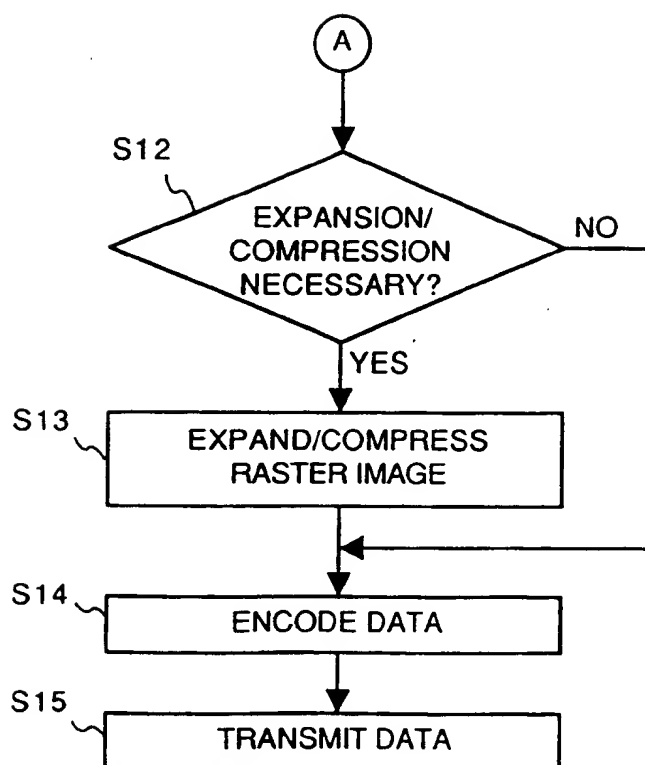 A
S12
EXPANSION/
COMPRESSION
NECESSARY?
NO
YES
S13
EXPAND/COMPRESS
RASTER IMAGE
S14
ENCODE DATA
S15
TRANSMIT DATA